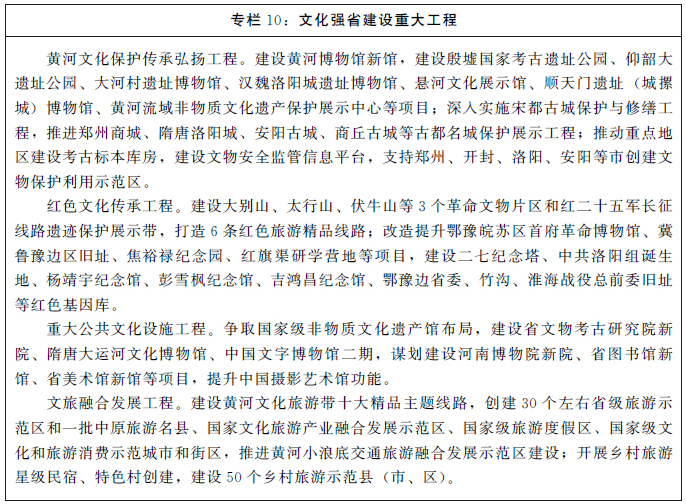 专栏 10：文化强省建设重大工程
黄河文化保护传承弘扬工程。建设黄河博物馆新馆，建设殷墟国家考古遗址公园、仰韶大
遗址公园、大河村遗址博物馆、汉魏洛阳城遗址博物馆、悬河文化展示馆、顺天门遗址（城摞
城）博物馆、黄河流域非物质文化遗产保护展示中心等项目；深入实施宋都古城保护与修缮工
程，推进郑州商城、隋唐洛阳城、安阳古城、商丘古城等古都名城保护展示工程；推动重点地
区建设考古标本库房，建设文物安全监管信息平台，支持郑州、开封、洛阳、安阳等市创建文
物保护利用示范区。
红色文化传承工程。建设大别山、太行山、伏牛山等 3 个革命文物片区和红二十五军长征
线路遗迹保护展示带，打造 6 条红色旅游精品线路；改造提升鄂豫皖苏区首府革命博物馆、冀
鲁豫边区旧址、焦裕禄纪念园、红旗渠研学营地等项目，建设二七纪念塔、中共洛阳组诞生
地、杨靖宇纪念馆、彭雪枫纪念馆、吉鸿昌纪念馆、鄂豫边省委、竹沟、淮海战役总前委旧址
等红色基因库。
重大公共文化设施工程。争取国家级非物质文化遗产馆布局，建设省文物考古研究院新
院、隋唐大运河文化博物馆、中国文字博物馆二期，谋划建设河南博物院新院、省图书馆新
馆、省美术馆新馆等项目，提升中国摄影艺术馆功能。
文旅融合发展工程。建设黄河文化旅游带十大精品主题线路，创建 30 个左右省级旅游示
范区和一批中原旅游名县、国家文化旅游产业融合发展示范区、国家级旅游度假区、国家级文
化和旅游消费示范城市和街区，推进黄河小浪底交通旅游融合发展示范区建设；开展乡村旅游
星级民宿、特色村创建，建设 50 个乡村旅游示范县（市、区）。